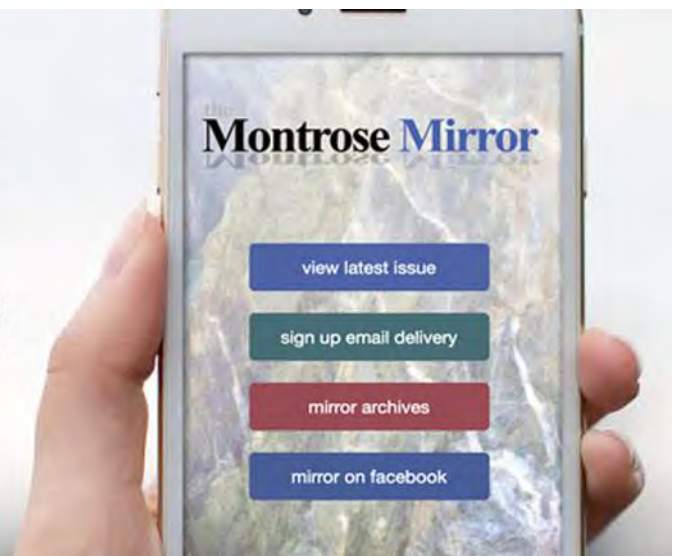 the
Montrose Mirror
view latest issue
sign up email delivery
mirror archives
mirror on facebook